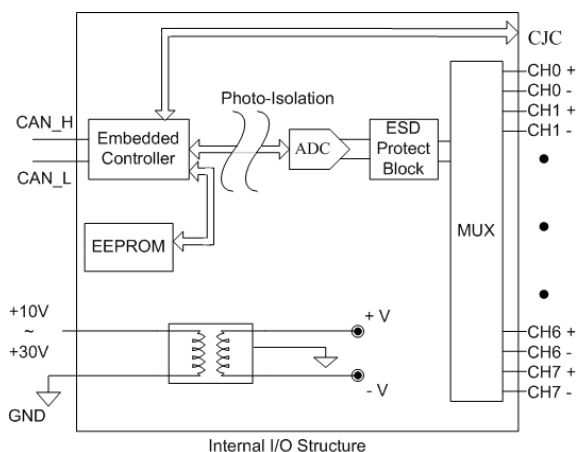 CJC
CH0 +
CH0 -
CH1 +
CH1 -
Photo-Isolation
CAN_H
CAN_L
Embedded
Controller
ADC
ESD
Protect
Block
MUX
EEPROM
+10V
~
+30V
GND
+ V
- V
CH6 +
CH6 -
CH7 +
CH7 -
Internal I/O Structure